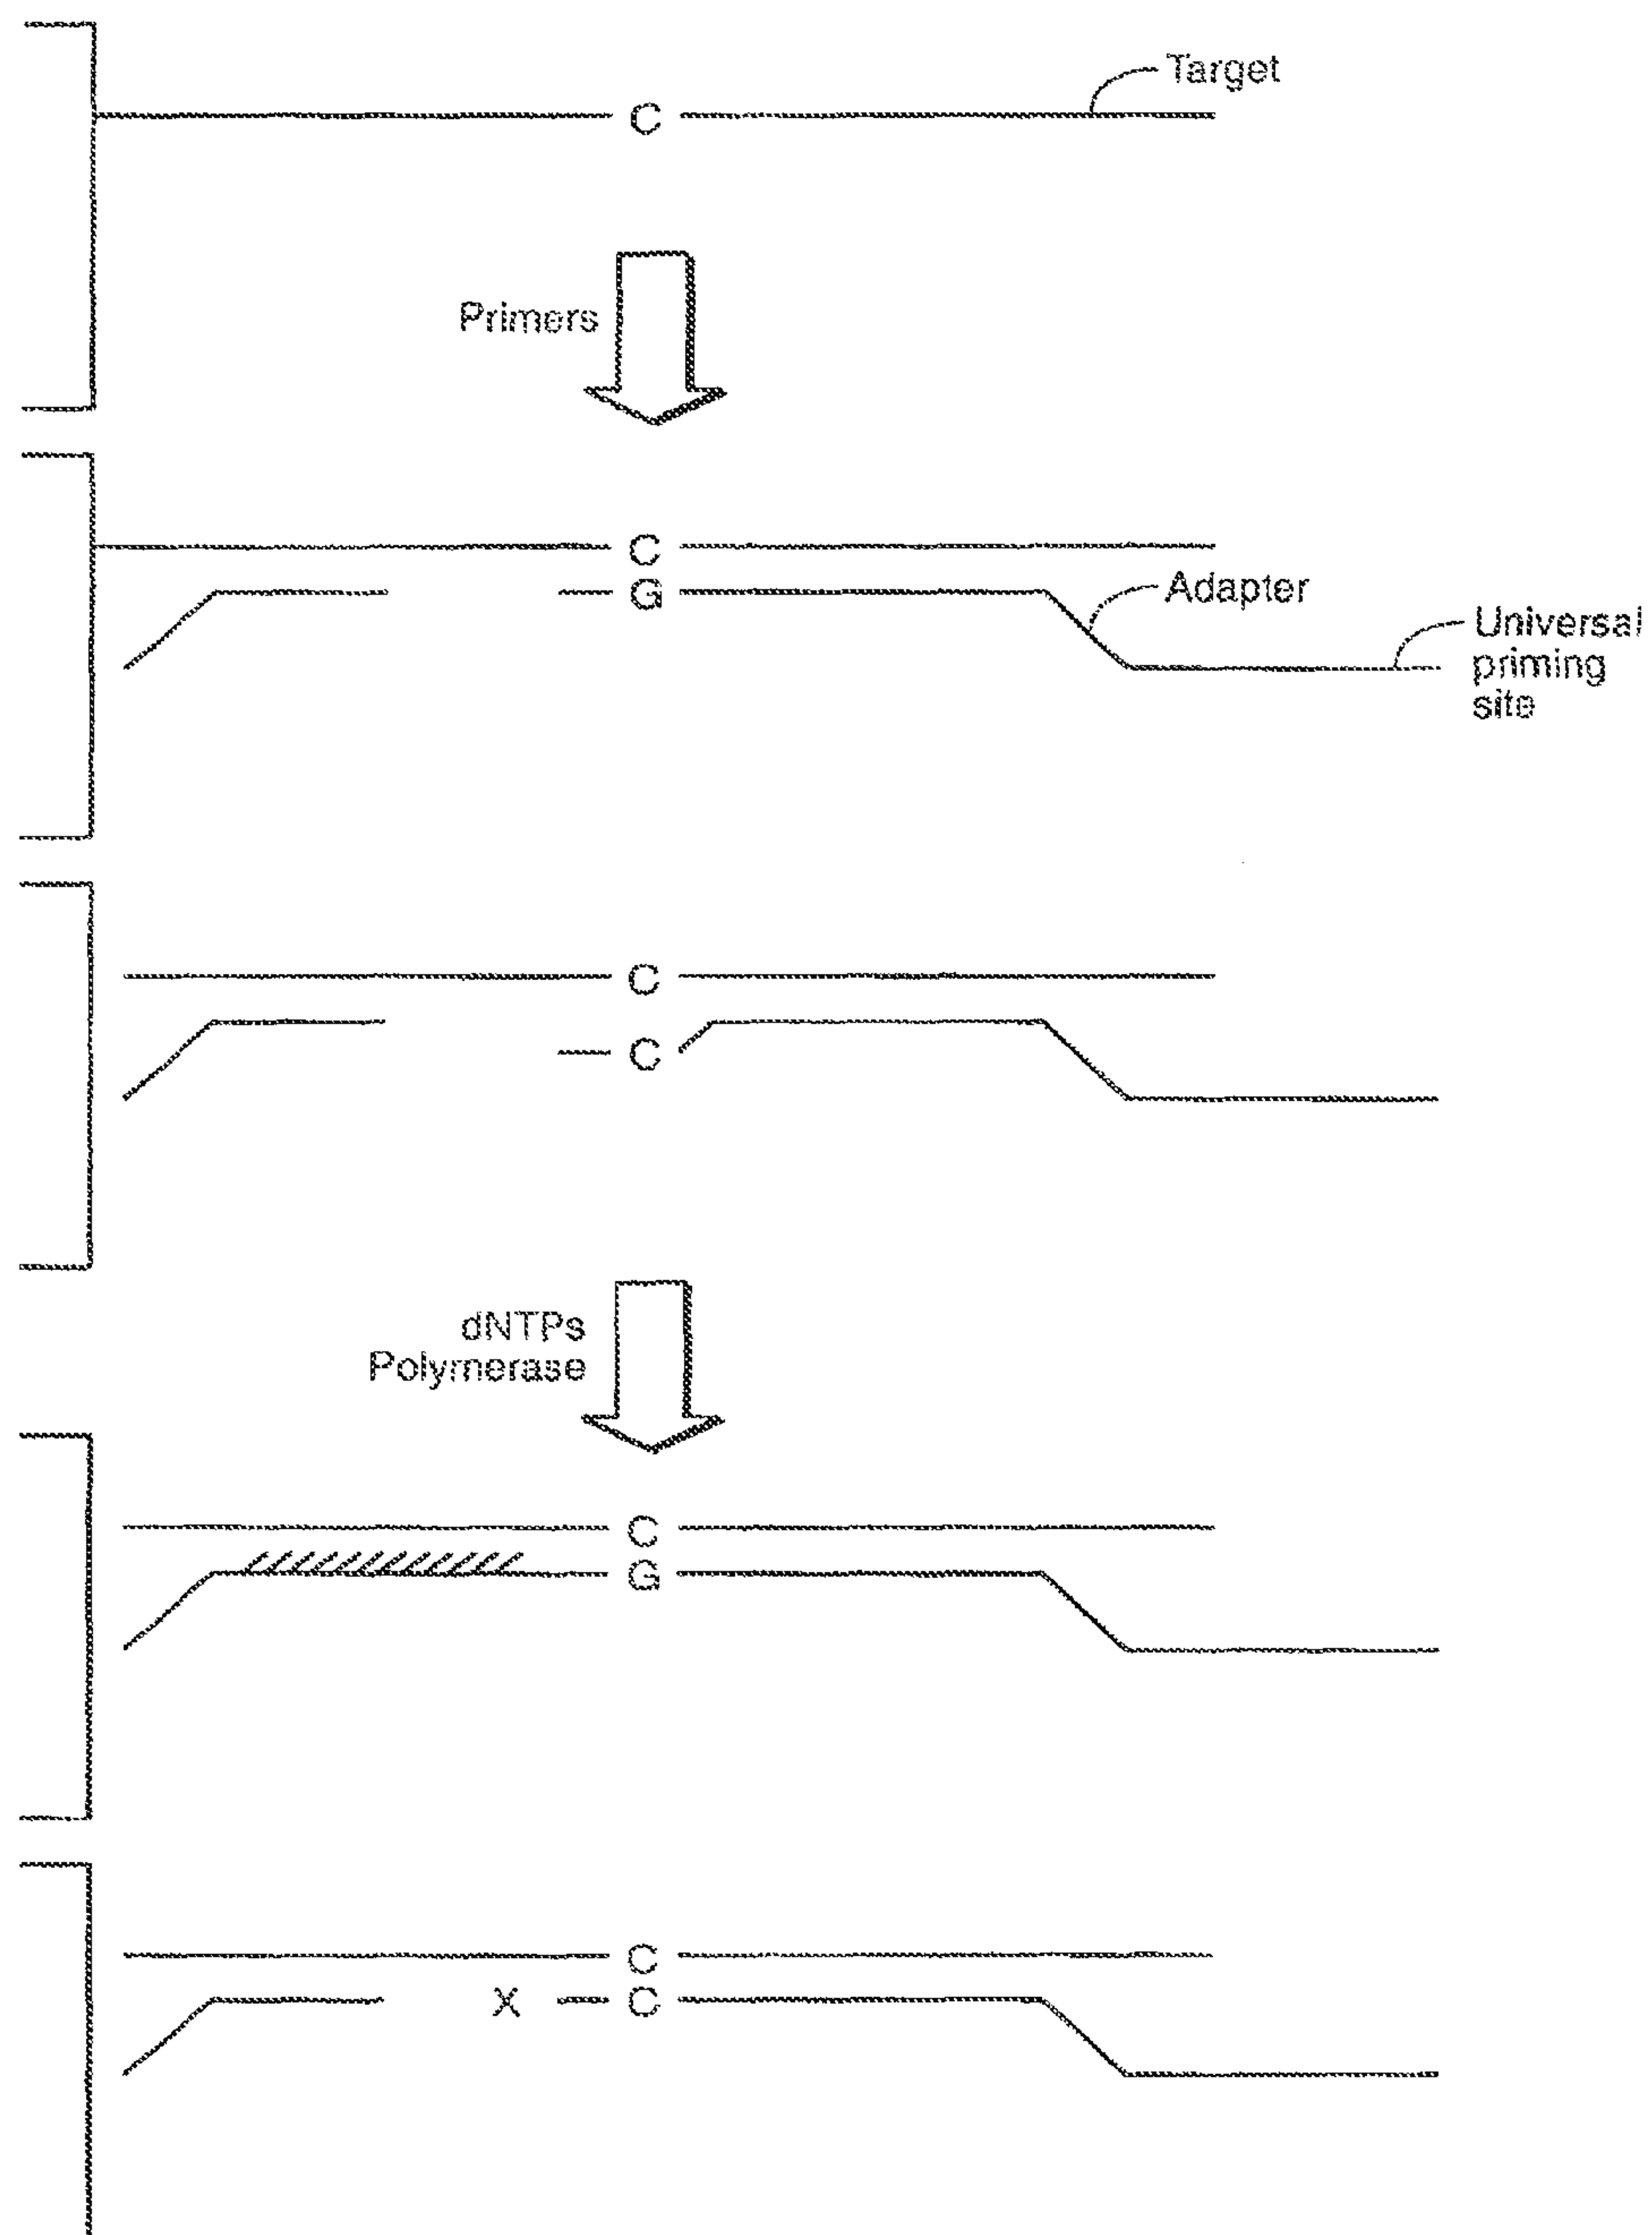 Target
C
Primers
C
G
Adapter
Universal
priming
site
C
C
dNTPs
Polymerase
C
G
C
X
C